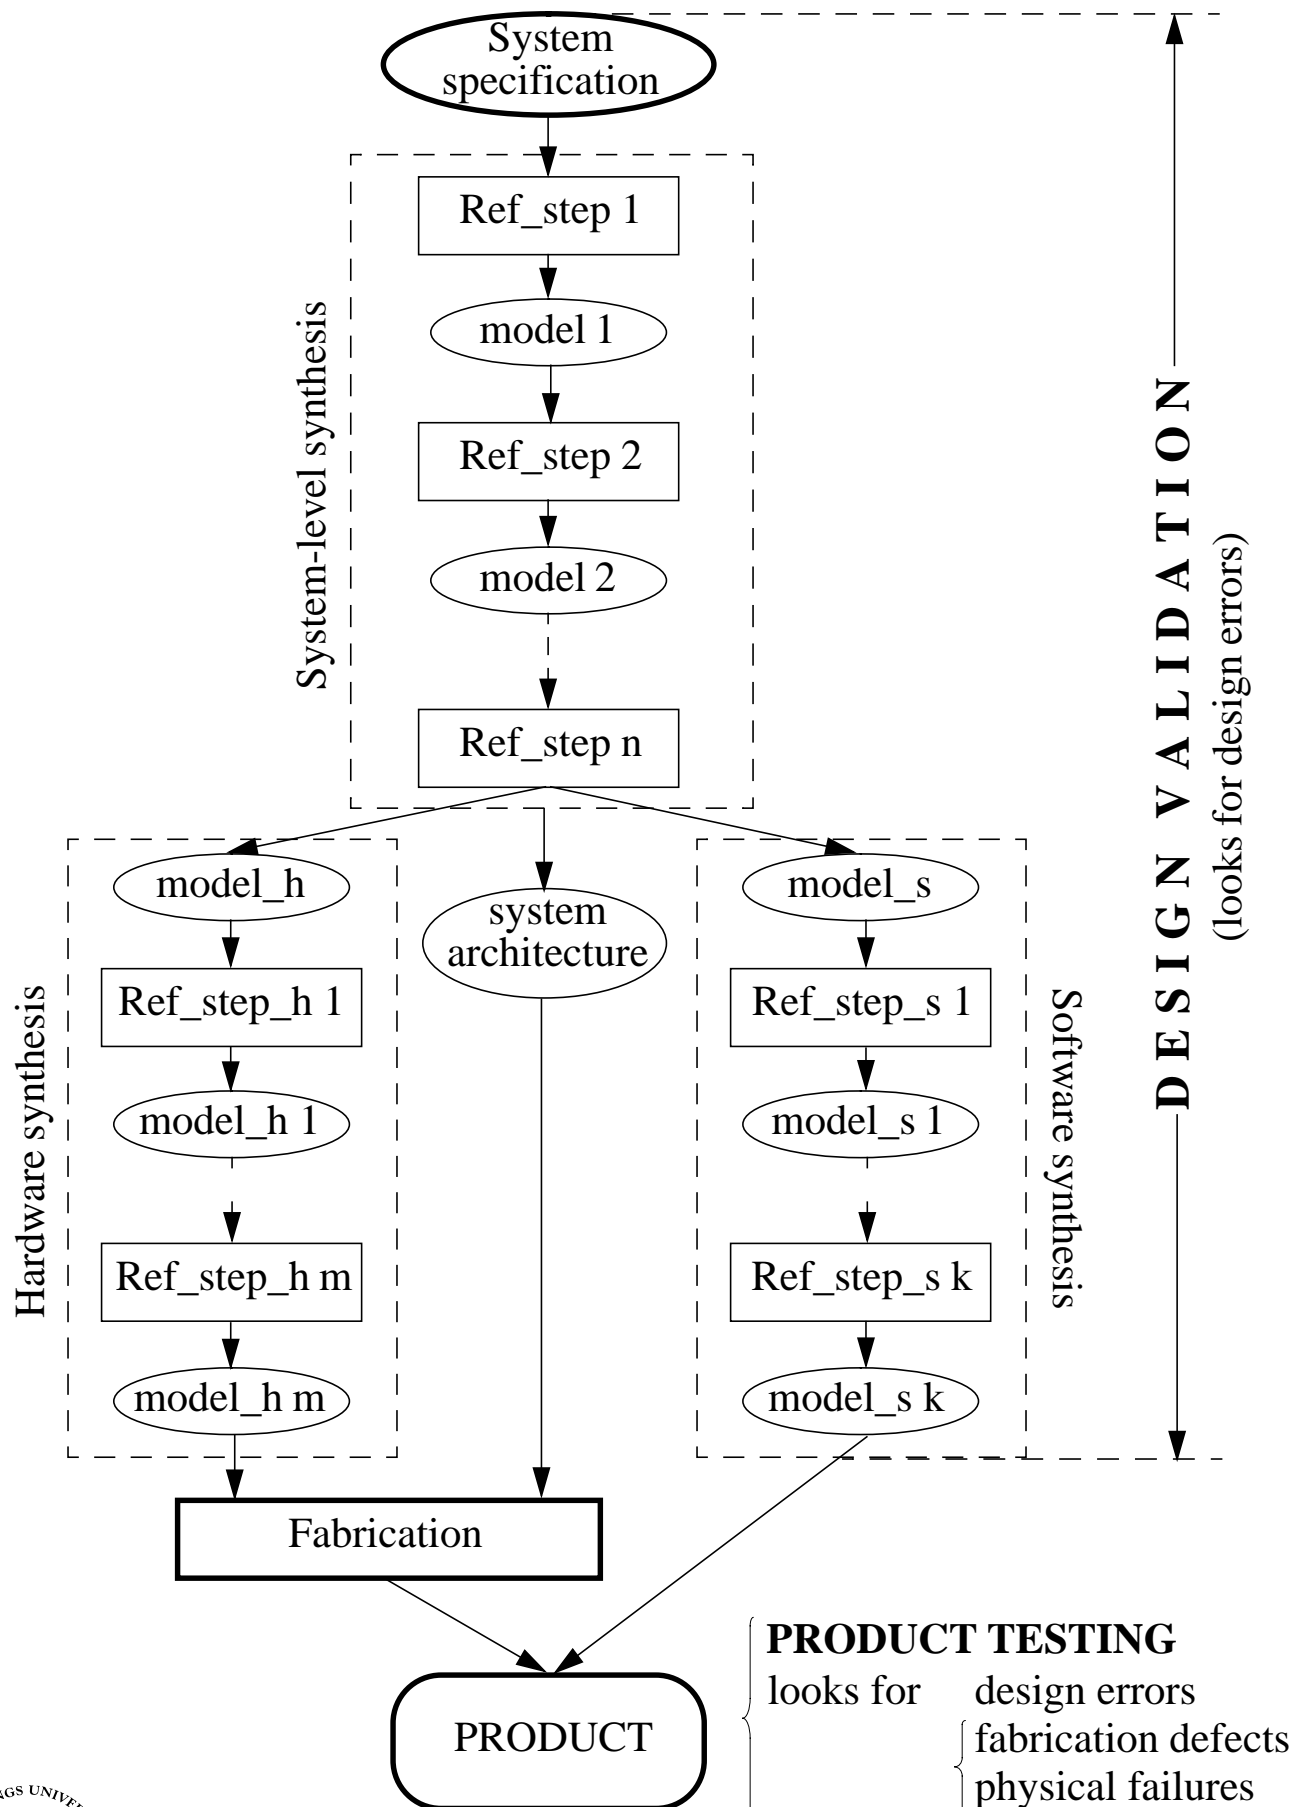 System
specification
System-level synthesis
Ref_step 1
model 1
Ref_step 2
model 2
Ref_step n
DESIGN VALIDATION
(looks for design errors)
Hardware synthesis
model_h
Ref_step_h 1
model_h 1
Ref_step_h m
model_h m
system
architecture
model_s
Ref_step_s 1
model_s 1
Ref_step_s k
model_s k
Software synthesis
Fabrication
PRODUCT
PRODUCT TESTING
looks for design errors
fabrication defects
physical failures